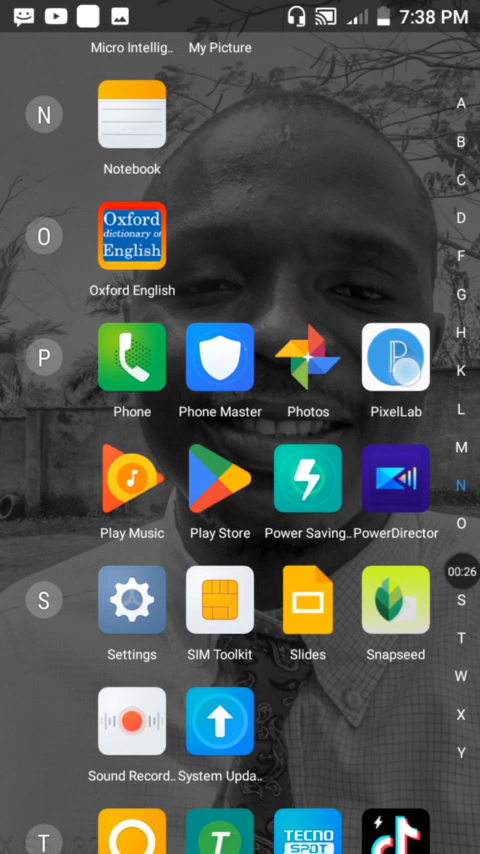 7:38 PM
Micro Intellig.. My Picture
N
Notebook
A
B
C
D
F
G
H
K
L
M
N
O
S
T
W
X
Y
O
Oxford
dictionary of
English
Oxford English
P
P
Phone Phone Master Photos PixelLab
Play Music Play Store Power Saving.. PowerDirector
00:26
S
Settings SIM Toolkit Slides Snapseed
Sound Record.. System Upda..
T
T
TECNO
SPOT